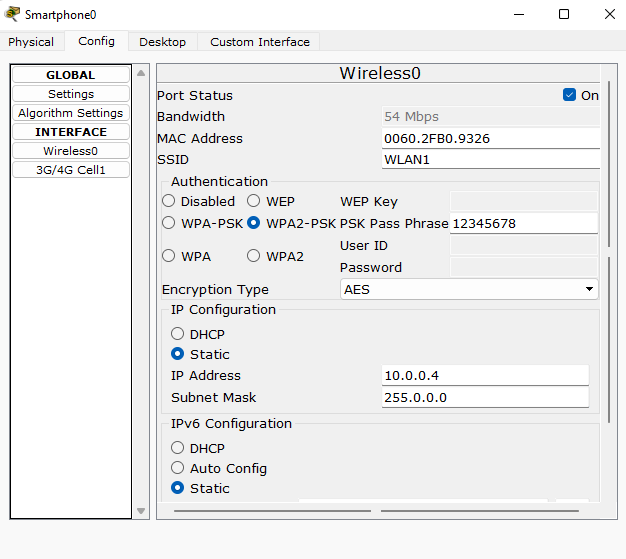 Smartphone0
Physical Config Desktop Custom Interface
GLOBAL
Settings
Algorithm Settings
INTERFACE
Wireless0
3G/4G Cell1
Wireless0
Port Status On
Bandwidth 54 Mbps
MAC Address 0060.2FB0.9326
SSID WLAN1
Authentication
Disabled WEP WEP Key
WPA-PSK WPA2-PSK PSK Pass Phrase 12345678
User ID
WPA WPA2
Password
Encryption Type AES
IP Configuration
DHCP
Static
IP Address 10.0.0.4
Subnet Mask 255.0.0.0
IPv6 Configuration
DHCP
Auto Config
Static